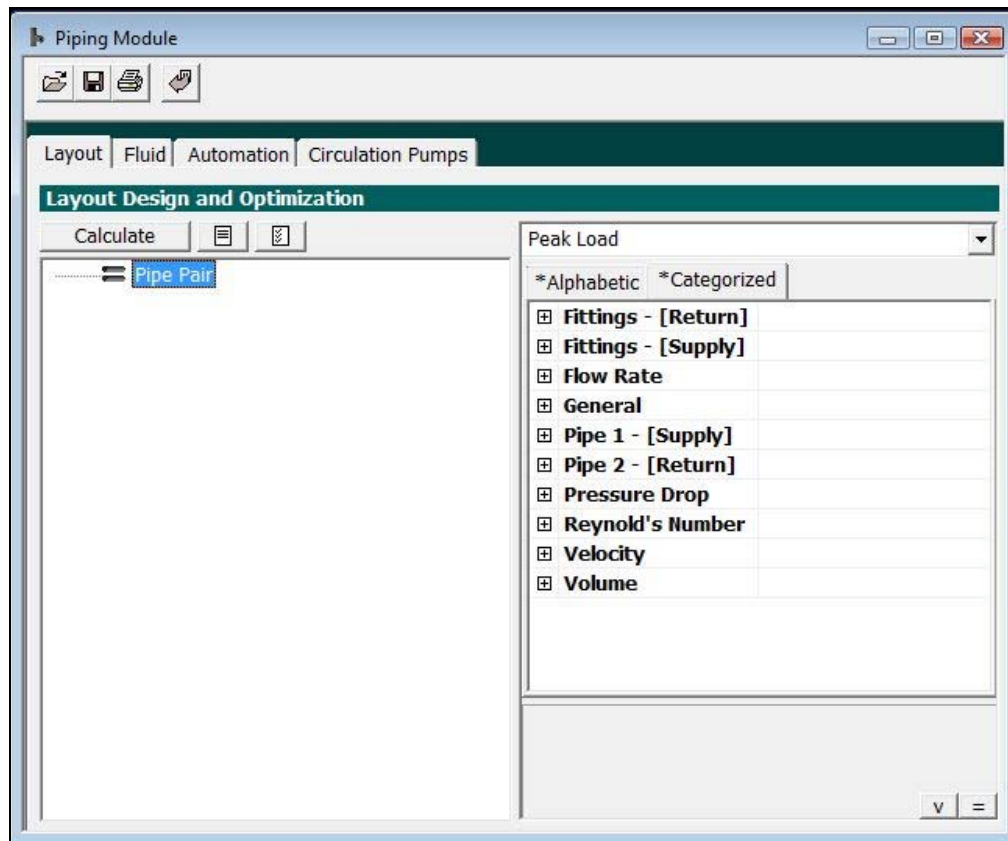 Piping Module
Layout Fluid Automation Circulation Pumps
Layout Design and Optimization
Calculate
Pipe Pair
Peak Load
*Alphabetic *Categorized
Fittings - [Return]
Fittings - [Supply]
Flow Rate
General
Pipe 1 - [Supply]
Pipe 2 - [Return]
Pressure Drop
Reynold's Number
Velocity
Volume
v =